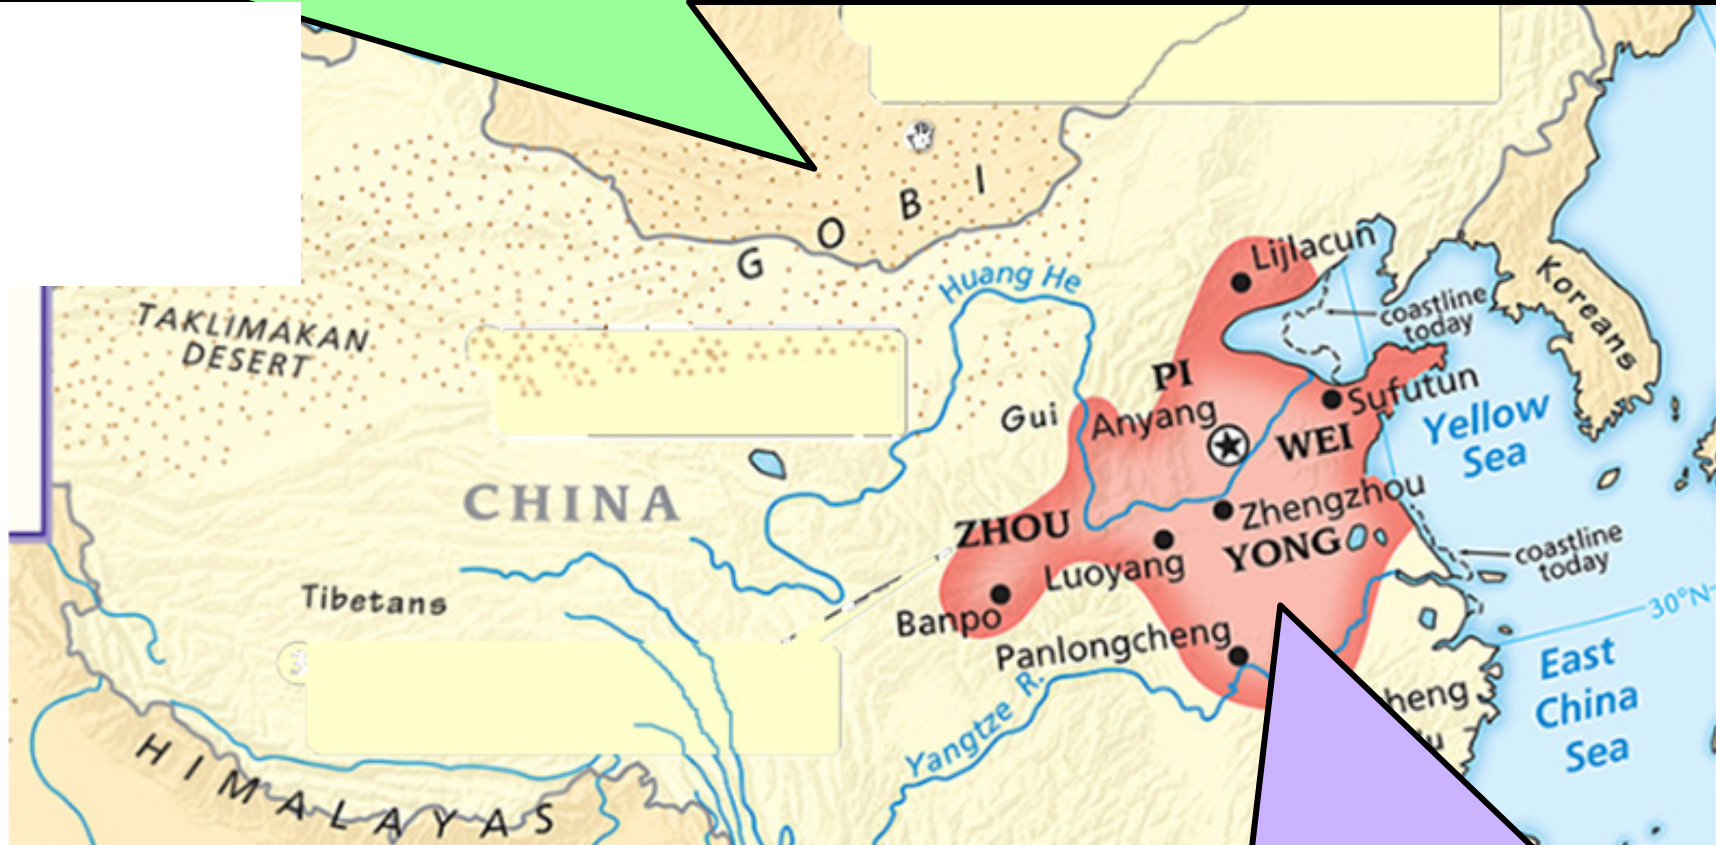 G O B I
Lijlacun
Huang He
Koreans
TAKLIMAKAN
DESERT
coastline
today
PI
Gui
Anyang
Sufutun
Yellow
Sea
WEI
CHINA
Zhengzhou
ZHOU
YONG
Luoyang
coastline
today
Tibetans
Banpo
30°N
Panlongcheng
East
China
Sea
Yangtze R.
heng
HIMALAYAS